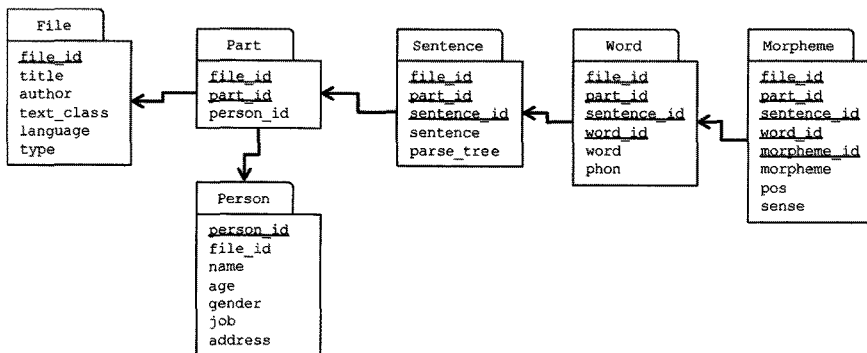 File
file_id
title
author
text_class
language
type
Part
file_id
part_id
person_id
Person
person_id
file_id
name
age
gender
job
address
Sentence
file_id
part_id
sentence_id
sentence
parse_tree
Word
file_id
part_id
sentence_id
word_id
word
phon
Morpheme
file_id
part_id
sentence_id
word_id
morpheme_id
morpheme
pos
sense